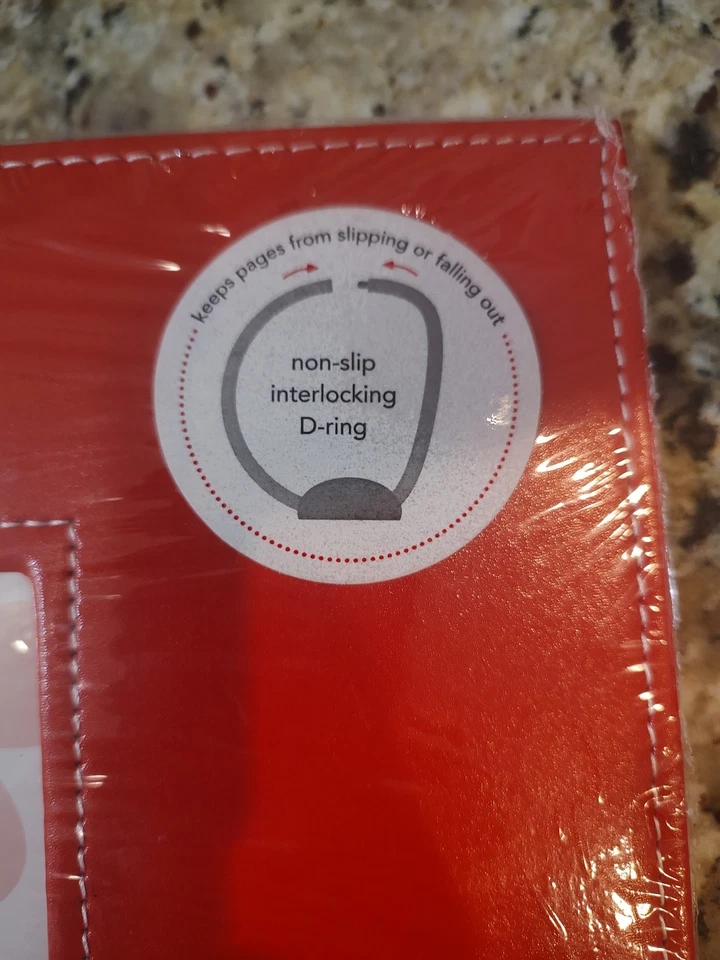 keeps pages from slipping or falling out
non-slip
interlocking
D-ring